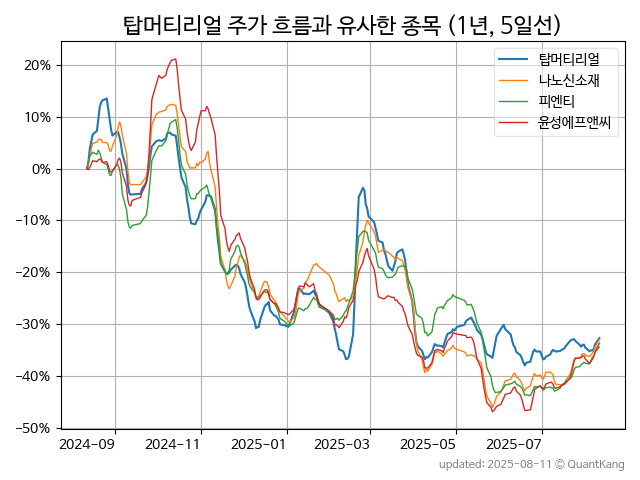 탑머티리얼 주가 흐름과 유사한 종목 (1년, 5일선)
탑머티리얼
나노신소재
피엔티
윤성에프앤씨
20%
10%
0%
−10%
−20%
−30%
−40%
−50%
2024-09 2024-11 2025-01 2025-03 2025-05 2025-07
updated: 2025-08-11 © QuantKang